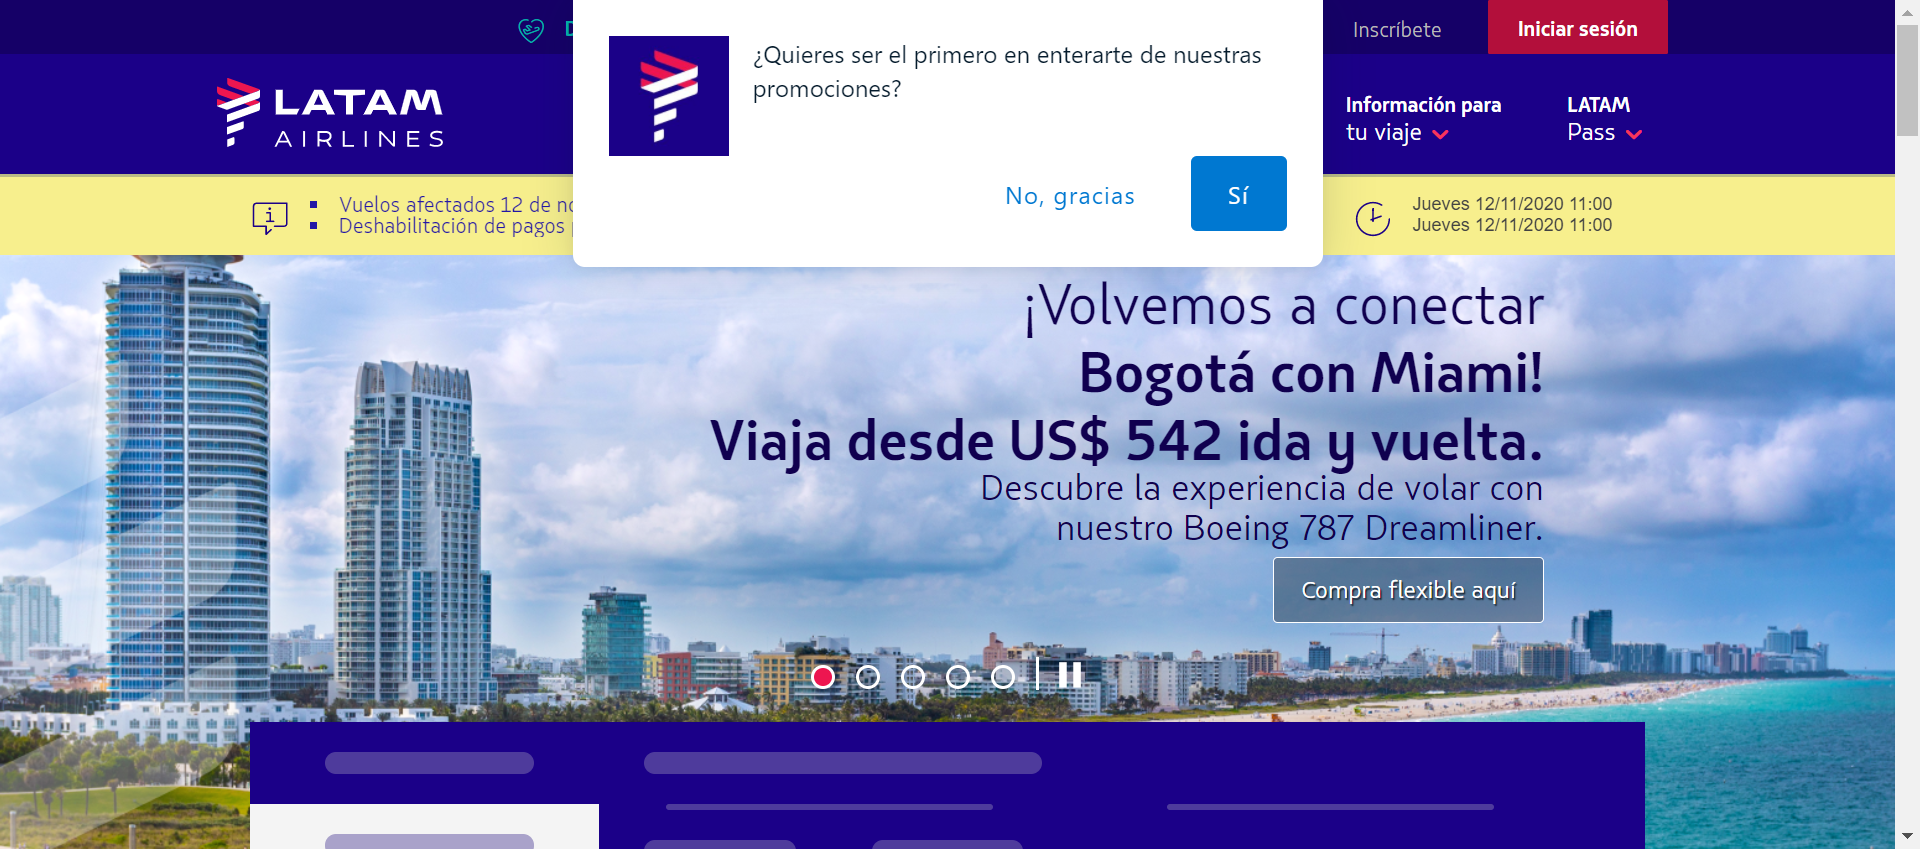 Inscríbete
Iniciar sesión
LATAM
AIRLINES
¿Quieres ser el primero en enterarte de nuestras
promociones?
No, gracias
Sí
Información para
tu viaje
LATAM
Pass
Vuelos afectados 12 de
Deshabilitación de pagos
Jueves 12/11/2020 11:00
Jueves 12/11/2020 11:00
¡Volvemos a conectar
Bogotá con Miami!
Viaja desde US$ 542 ida y vuelta.
Descubre la experiencia de volar con
nuestro Boeing 787 Dreamliner.
Compra flexible aquí